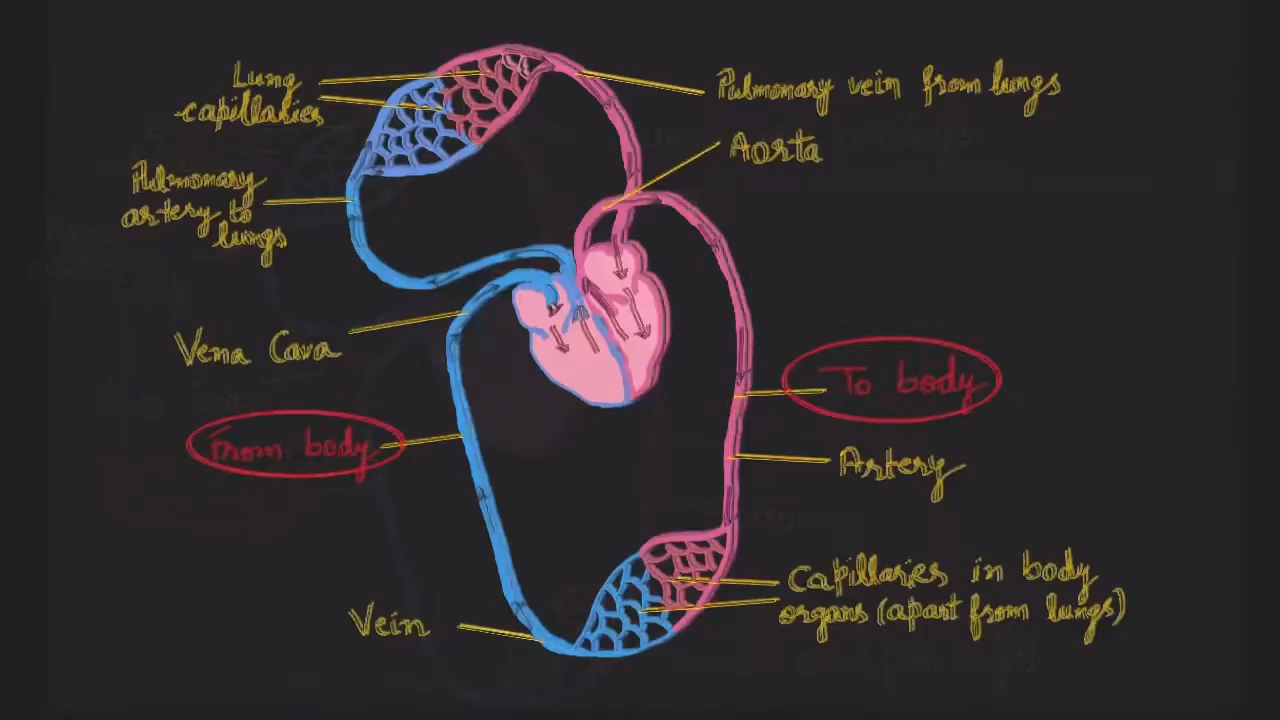 Lung
capillaries
Pulmonary vein from lungs
Aorta
Pulmonary
artery to
lungs
Vena Cava
To body
From body
Artery
Capillaries in body
organs (apart from lungs)
Vein